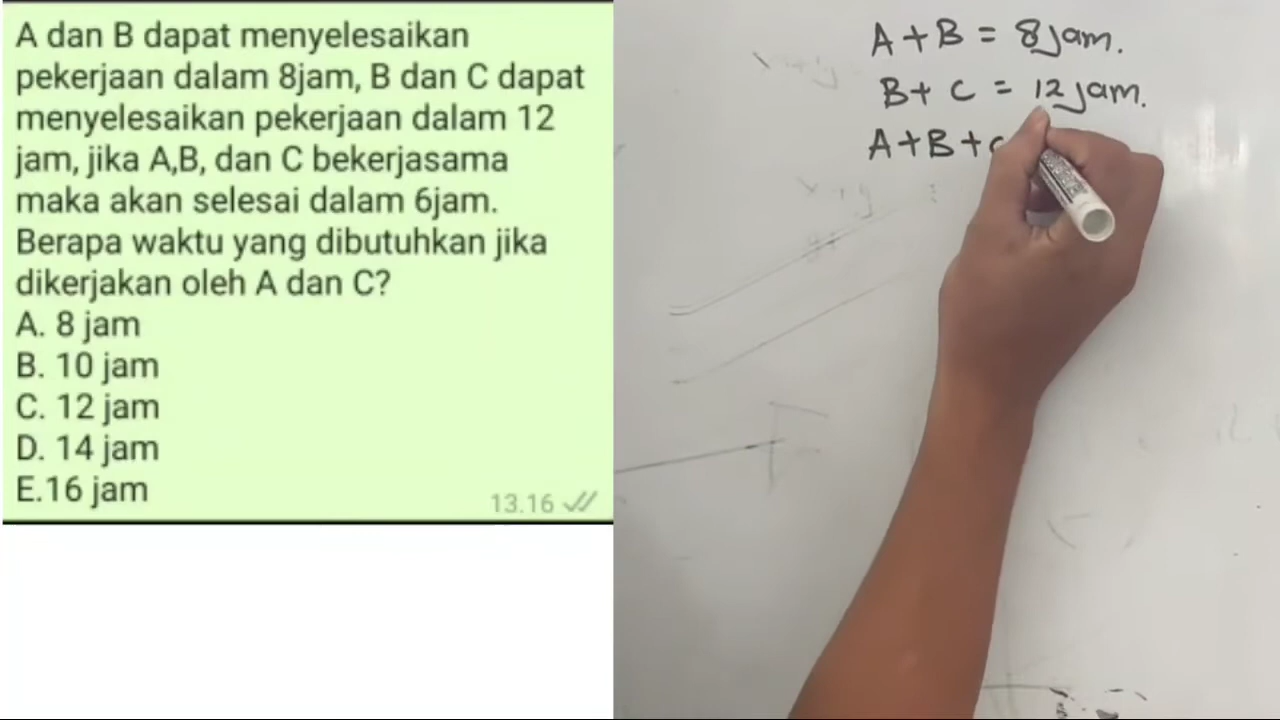 A dan B dapat menyelesaikan
pekerjaan dalam 8jam, B dan C dapat
menyelesaikan pekerjaan dalam 12
jam, jika A,B, dan C bekerjasama
maka akan selesai dalam 6jam.
Berapa waktu yang dibutuhkan jika
dikerjakan oleh A dan C?
A. 8 jam
B. 10 jam
C. 12 jam
D. 14 jam
E.16 jam
13.16
A + B = 8 jam.
B + C = 12 jam.
A + B + C